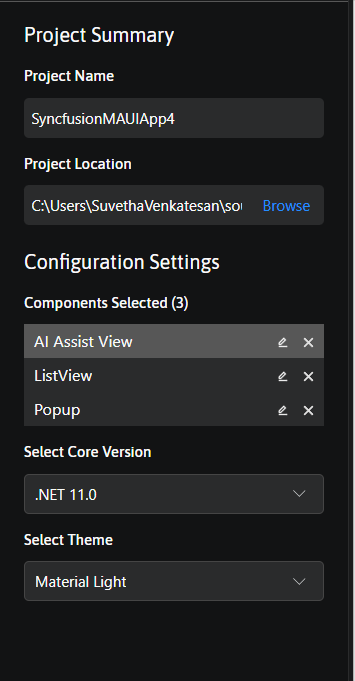 Project Summary
Project Name
SyncfusionMAUIApp4
Project Location
C:\Users\SuvethaVenkatesan\sou Browse
Configuration Settings
Components Selected (3)
AI Assist View
ListView
Popup
Select Core Version
.NET 11.0
Select Theme
Material Light